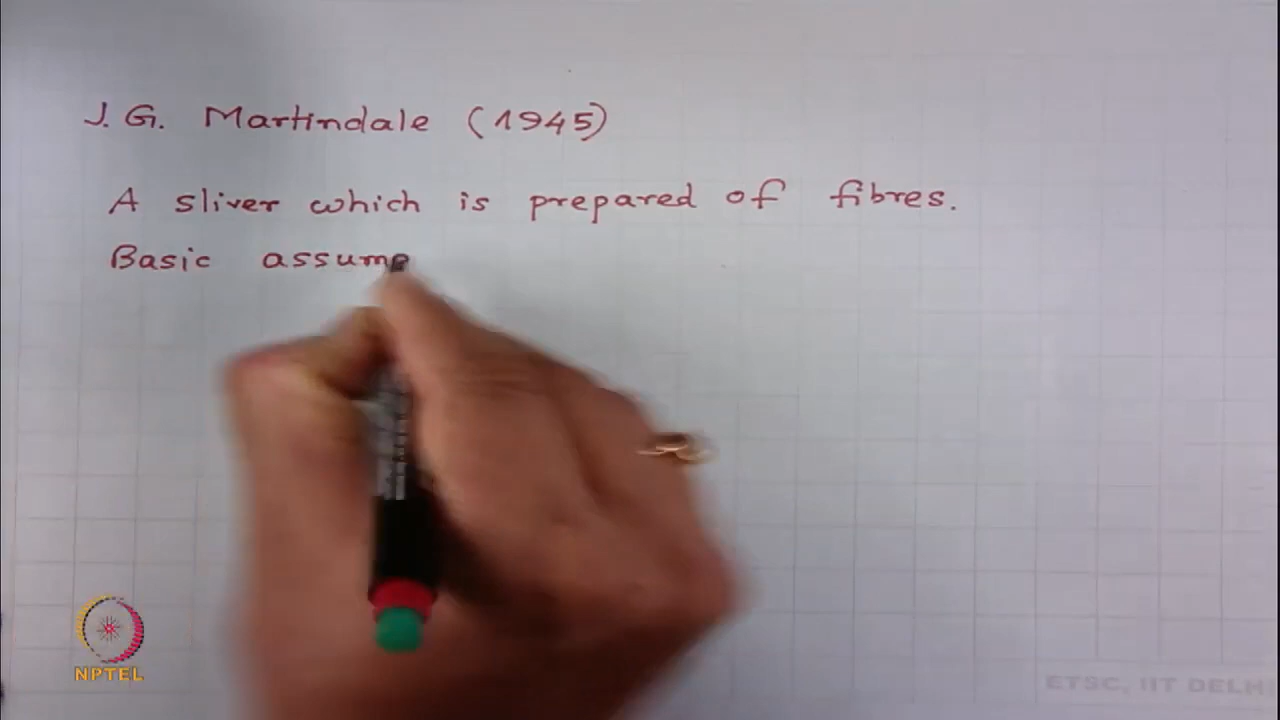 J. G. Martindale (1945)
A sliver which is prepared of fibres.
Basic assump
NPTEL
ETSC, IIT DELHI